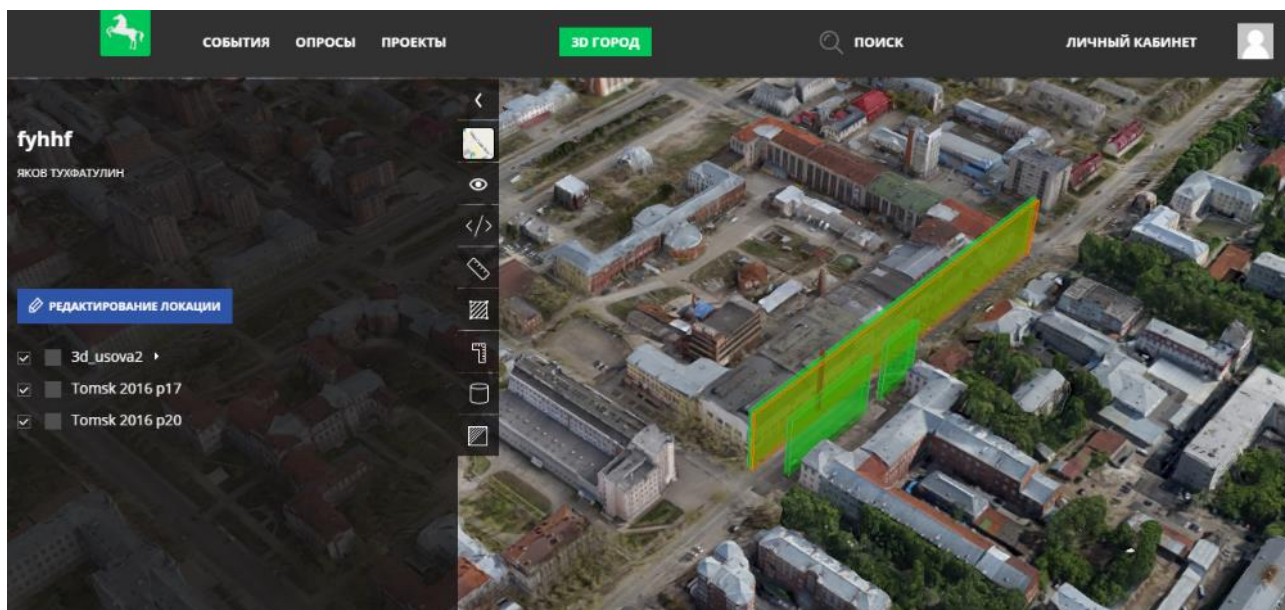 СОБЫТИЯ ОПРОСЫ ПРОЕКТЫ 3D ГОРОД ПОИСК ЛИЧНЫЙ КАБИНЕТ
fyhhf
ЯКОВ ТУХФАТУЛИН
РЕДАКТИРОВАНИЕ ЛОКАЦИИ
3d_usova2
Tomsk 2016 p17
Tomsk 2016 p20